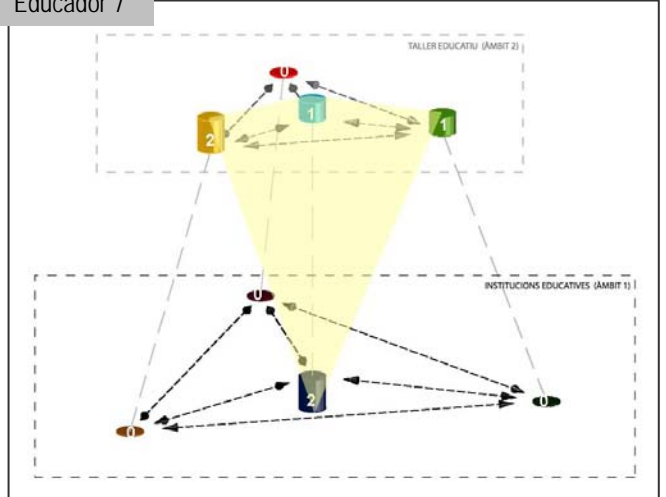 Educador 7
TALLER EDUCATIU (ÀMBIT 2)
0
1
1
2
INSTITUCIONS EDUCATIVES (ÀMBIT 1)
0
2
0
0